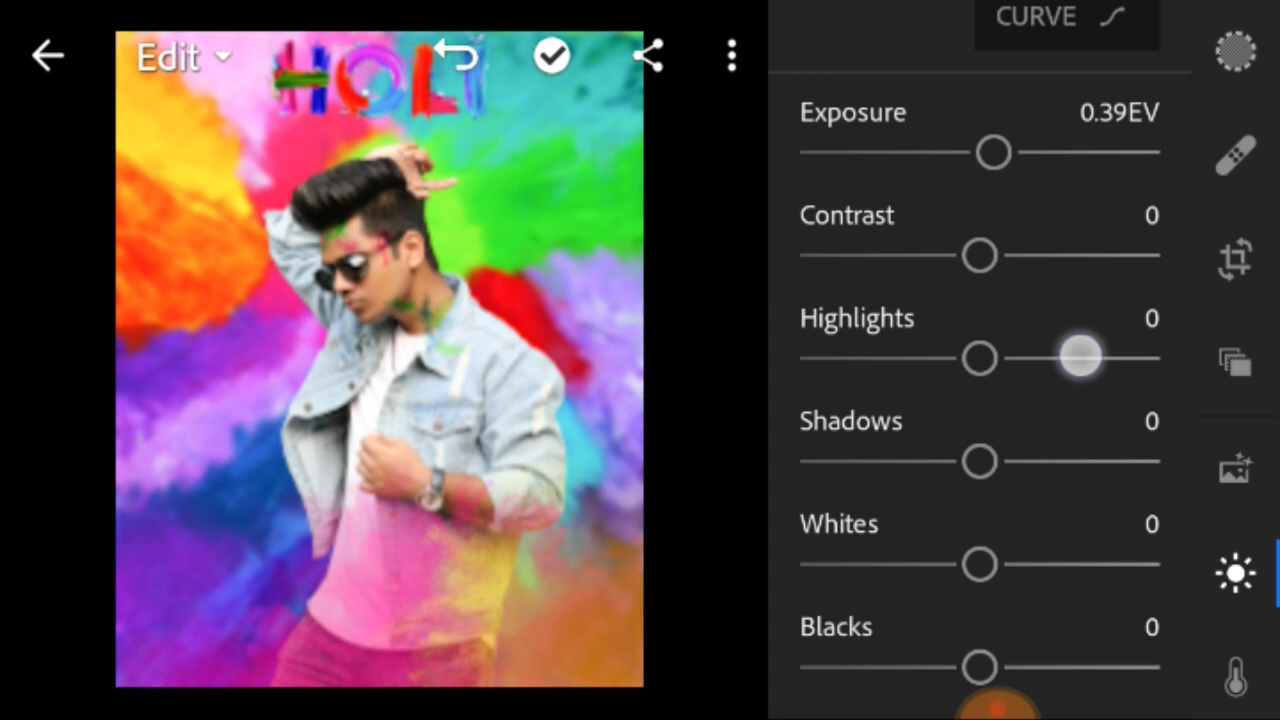 Edit
HOLI
CURVE
Exposure 0.39EV
Contrast 0
Highlights 0
Shadows 0
Whites 0
Blacks 0